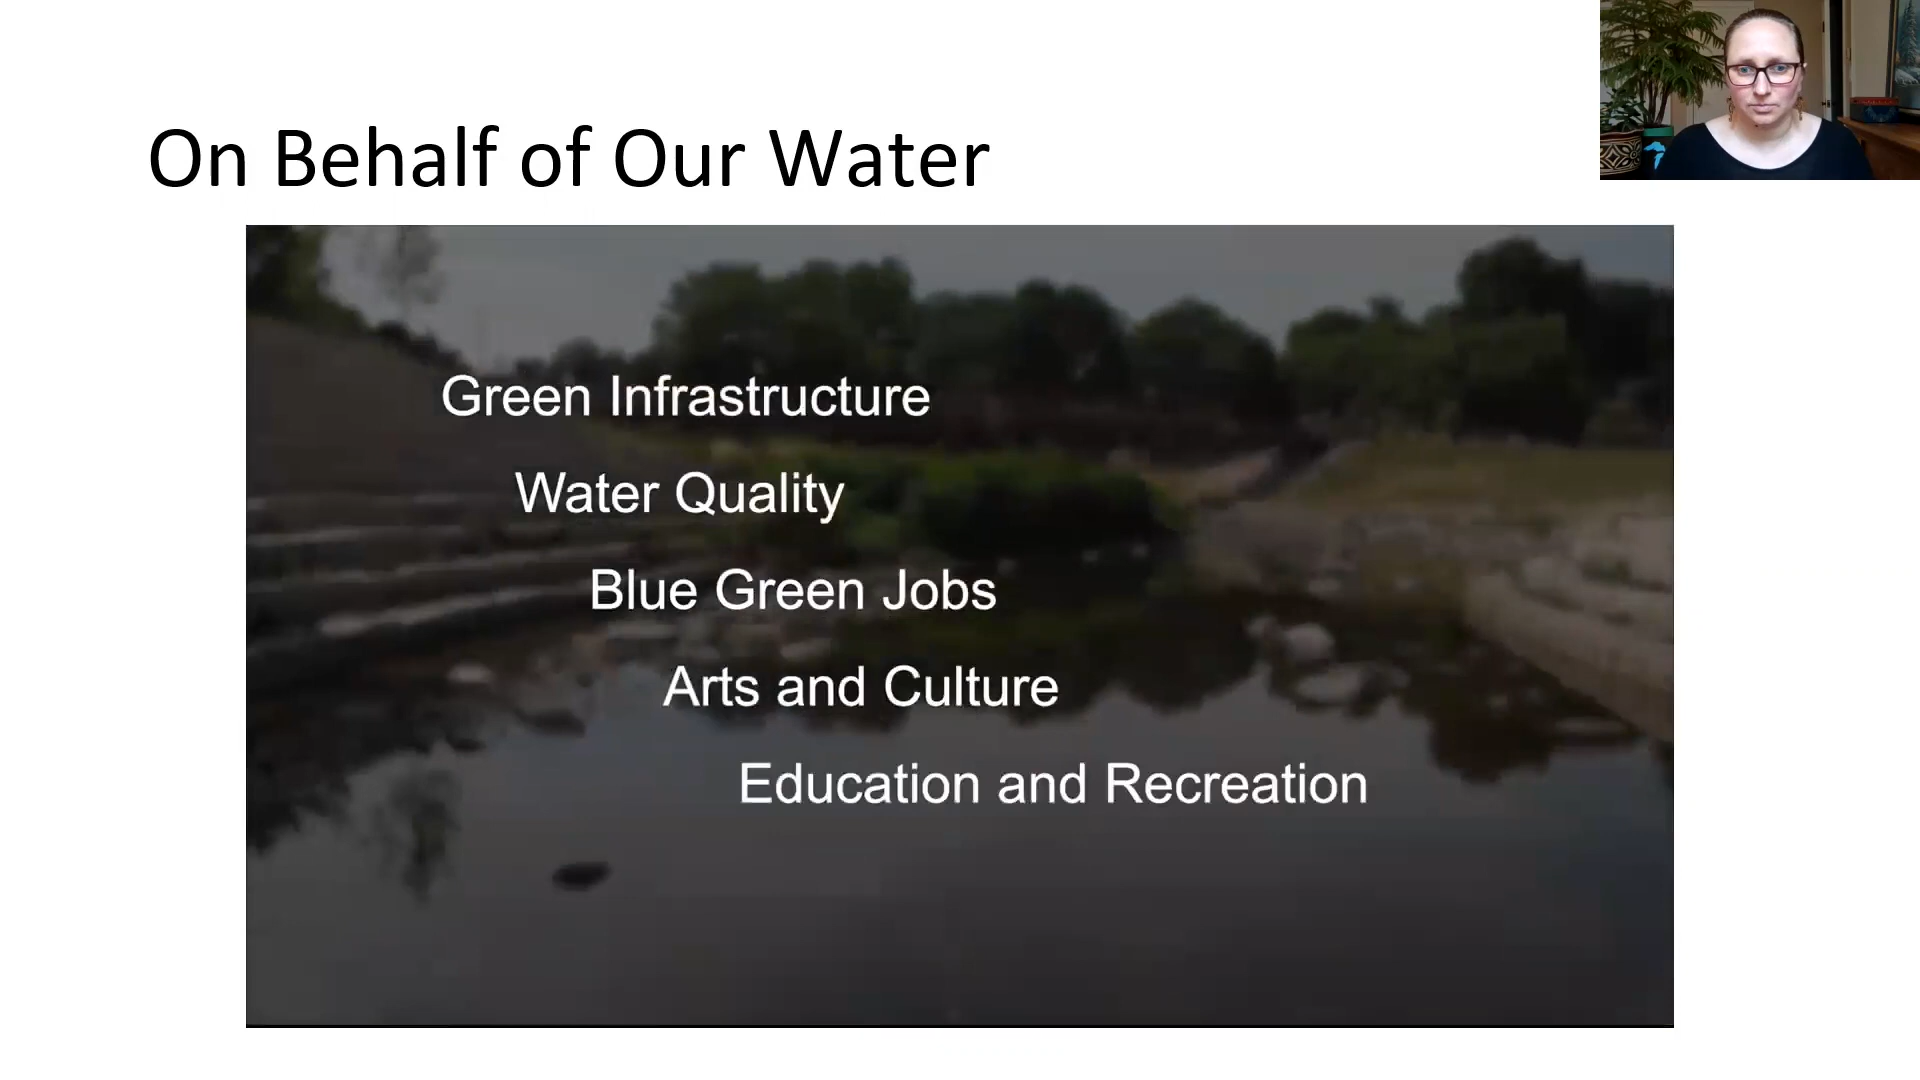 On Behalf of Our Water
Green Infrastructure
Water Quality
Blue Green Jobs
Arts and Culture
Education and Recreation